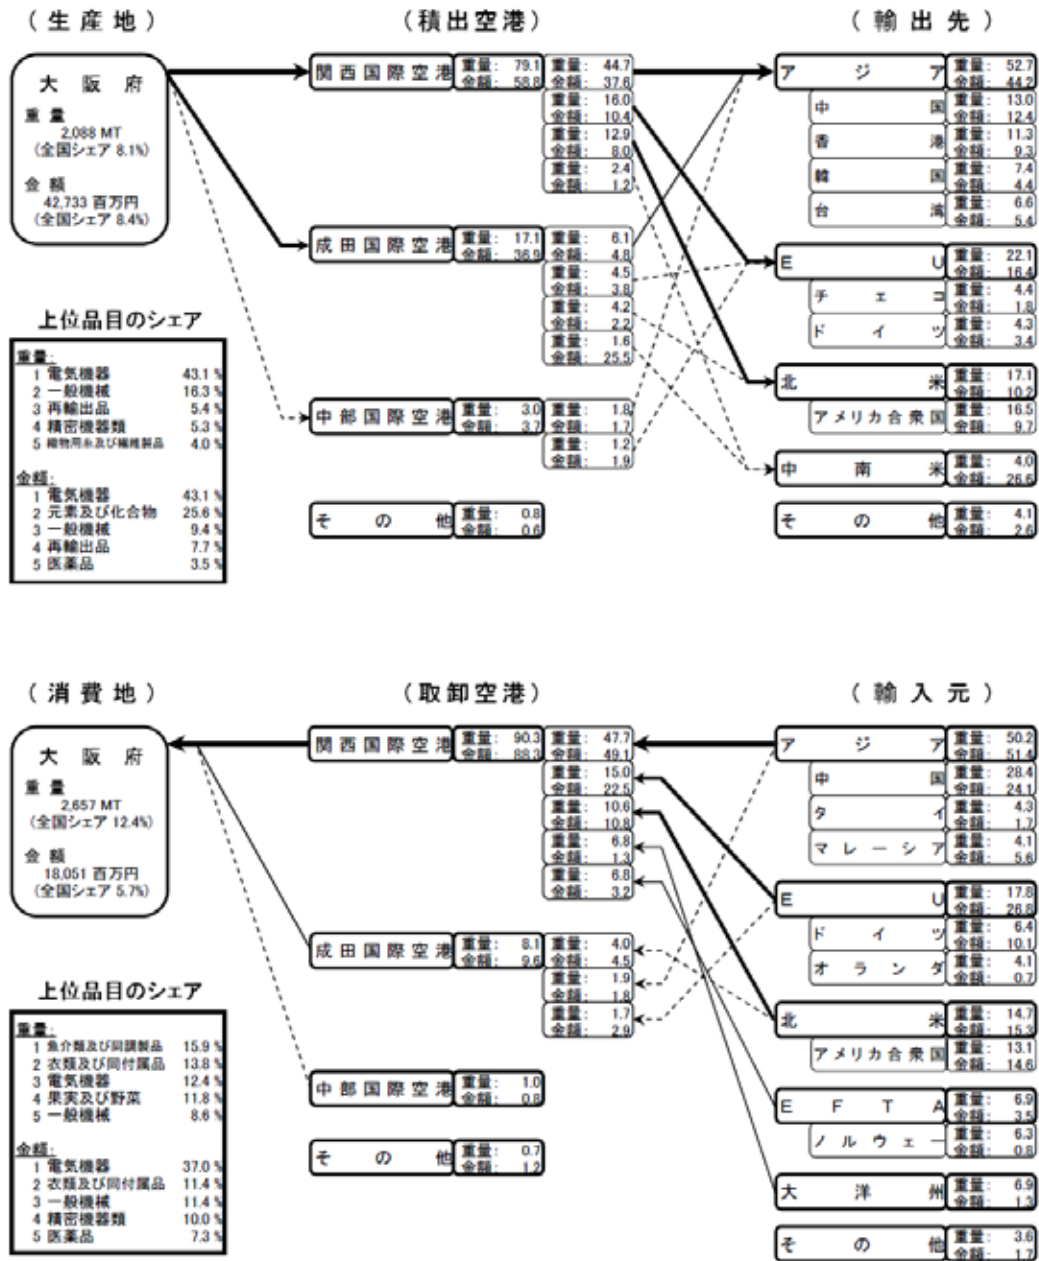 （生産地）
（積出空港）
（輸出先）
大阪府
重量
2,088 MT
(全国シェア 8.1%)
金額
42,733 百万円
(全国シェア 8.4%)
関西国際空港 重量: 79.1 重量: 44.7
金額: 58.8 金額: 37.6
重量: 16.0
金額: 10.4
重量: 12.9
金額: 8.0
重量: 2.4
金額: 1.2
成田国際空港 重量: 17.1 重量: 6.1
金額: 36.9 金額: 4.8
重量: 4.5
金額: 3.8
重量: 4.2
金額: 2.2
重量: 1.6
金額: 25.5
中部国際空港 重量: 3.0 重量: 1.8
金額: 3.7 金額: 1.7
重量: 1.2
金額: 1.9
その他 重量: 0.8
金額: 0.6
アジア 重量: 52.7
金額: 44.2
中国 重量: 13.0
金額: 12.4
香港 重量: 11.3
金額: 9.3
韓国 重量: 7.4
金額: 4.4
台湾 重量: 6.6
金額: 5.4
EU 重量: 22.1
金額: 16.4
チェコ 重量: 4.4
金額: 1.8
ドイツ 重量: 4.3
金額: 3.4
北米 重量: 17.1
金額: 10.2
アメリカ合衆国 重量: 16.5
金額: 9.7
中南米 重量: 4.0
金額: 26.6
その他 重量: 4.1
金額: 2.6
上位品目のシェア
重量:
1 電気機器 43.1 %
2 一般機械 16.3 %
3 再輸出品 5.4 %
4 精密機器類 5.3 %
5 織物用糸及び繊維製品 4.0 %
金額:
1 電気機器 43.1 %
2 元素及び化合物 25.6 %
3 一般機械 9.4 %
4 再輸出品 7.7 %
5 医薬品 3.5 %
（消費地）
（取卸空港）
（輸入元）
大阪府
重量
2,657 MT
(全国シェア 12.4%)
金額
18,051 百万円
(全国シェア 5.7%)
関西国際空港 重量: 90.3 重量: 47.7
金額: 88.3 金額: 49.1
重量: 15.0
金額: 22.5
重量: 10.6
金額: 10.8
重量: 6.8
金額: 1.3
重量: 6.8
金額: 3.2
成田国際空港 重量: 8.1 重量: 4.0
金額: 9.6 金額: 4.5
重量: 1.9
金額: 1.8
重量: 1.7
金額: 2.9
中部国際空港 重量: 1.0
金額: 0.8
その他 重量: 0.7
金額: 1.2
アジア 重量: 50.2
金額: 51.4
中国 重量: 28.4
金額: 24.1
タイ 重量: 4.3
金額: 1.7
マレーシア 重量: 4.1
金額: 5.6
EU 重量: 17.8
金額: 26.8
ドイツ 重量: 6.4
金額: 10.1
オランダ 重量: 4.1
金額: 0.7
北米 重量: 14.7
金額: 15.3
アメリカ合衆国 重量: 13.1
金額: 14.6
EFTA 重量: 6.9
金額: 3.5
ノルウェー 重量: 6.3
金額: 0.8
大洋州 重量: 6.9
金額: 1.3
その他 重量: 3.6
金額: 1.7
上位品目のシェア
重量:
1 魚介類及び同調製品 15.9 %
2 衣類及び同付属品 13.8 %
3 電気機器 12.4 %
4 果実及び野菜 11.8 %
5 一般機械 8.6 %
金額:
1 電気機器 37.0 %
2 衣類及び同付属品 11.4 %
3 一般機械 11.4 %
4 精密機器類 10.0 %
5 医薬品 7.3 %